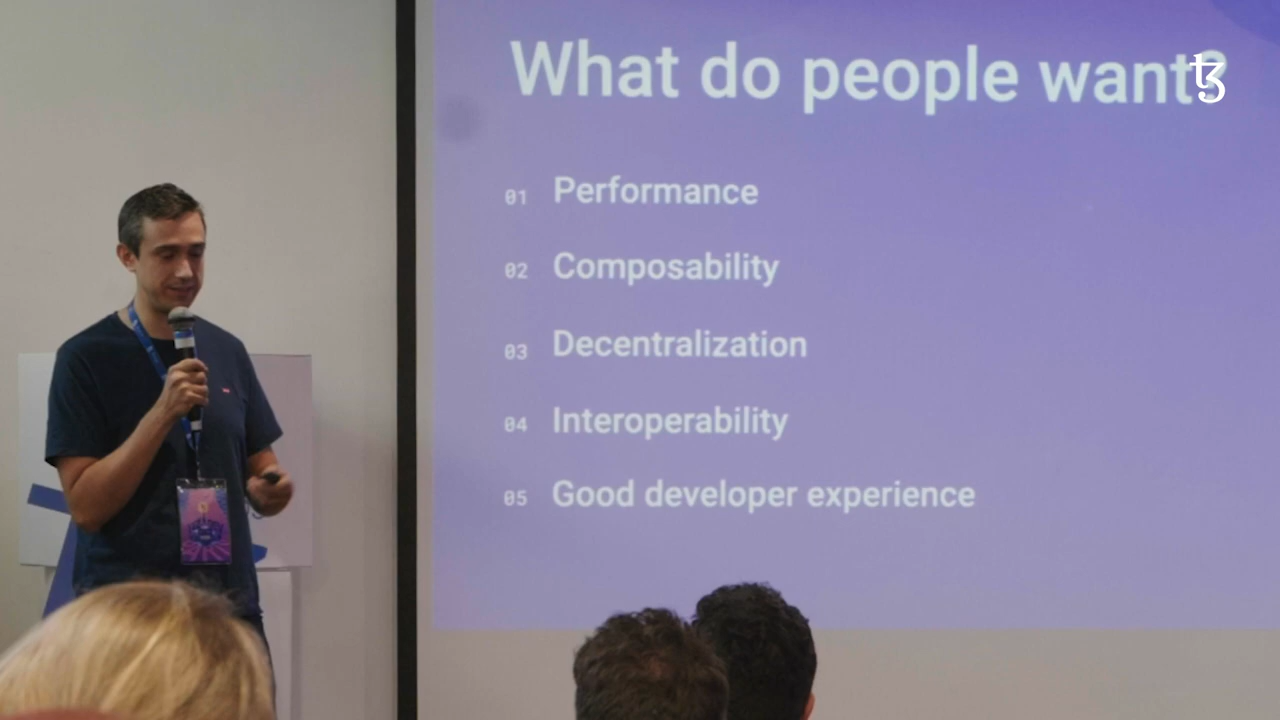 What do people want?
01 Performance
02 Composability
03 Decentralization
04 Interoperability
05 Good developer experience